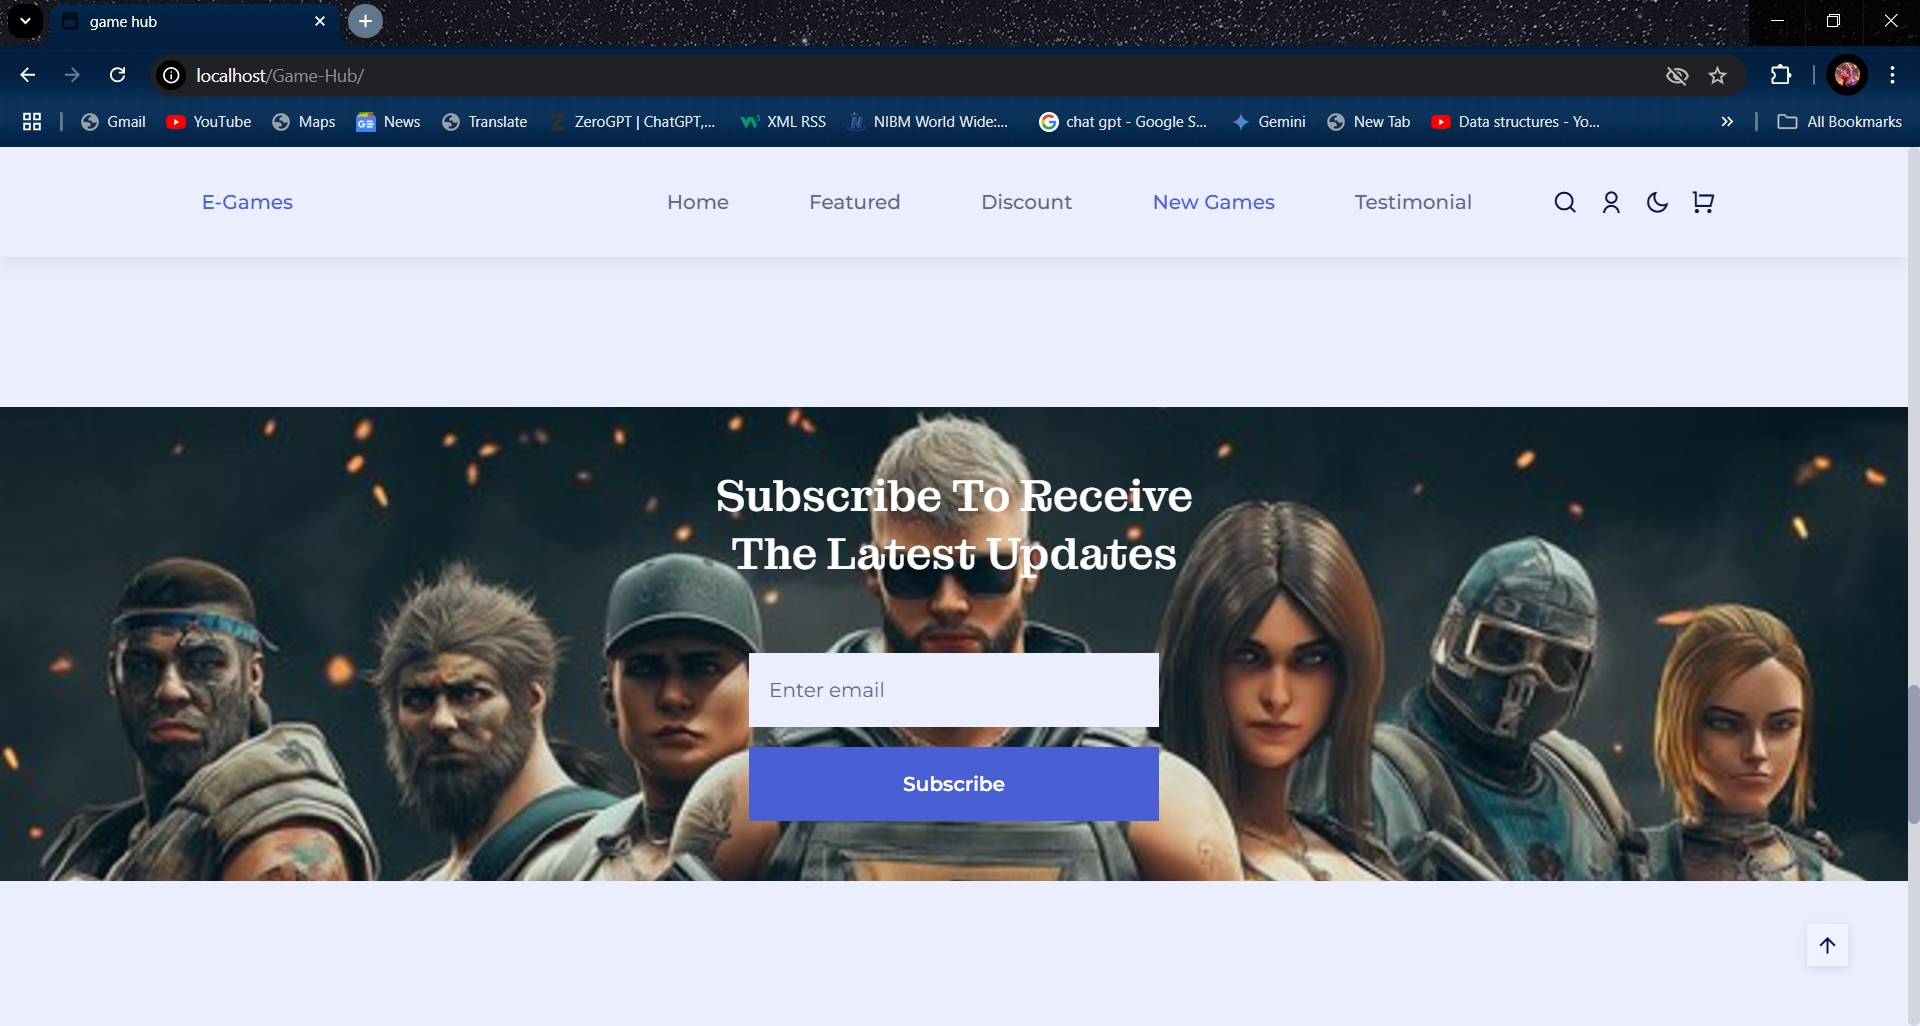 game hub
localhost/Game-Hub/
Gmail YouTube Maps News Translate ZeroGPT | ChatGPT,... XML RSS NIBM World Wide:... chat gpt - Google S... Gemini New Tab Data structures - Yo... All Bookmarks
E-Games Home Featured Discount New Games Testimonial
Subscribe To Receive
The Latest Updates
Enter email
Subscribe